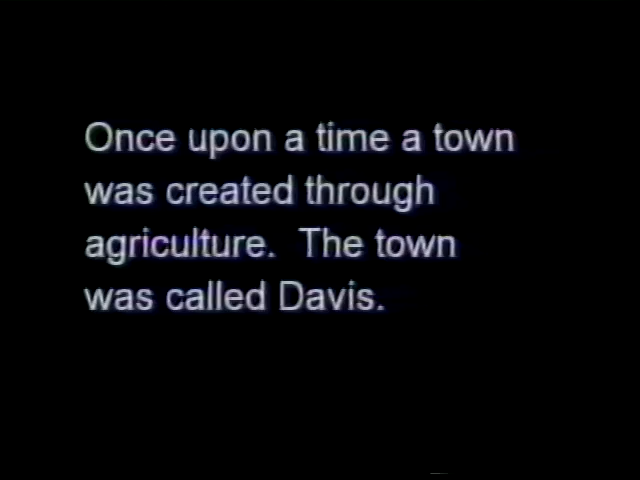 Once upon a time a town
was created through
agriculture.  The town
was called Davis.